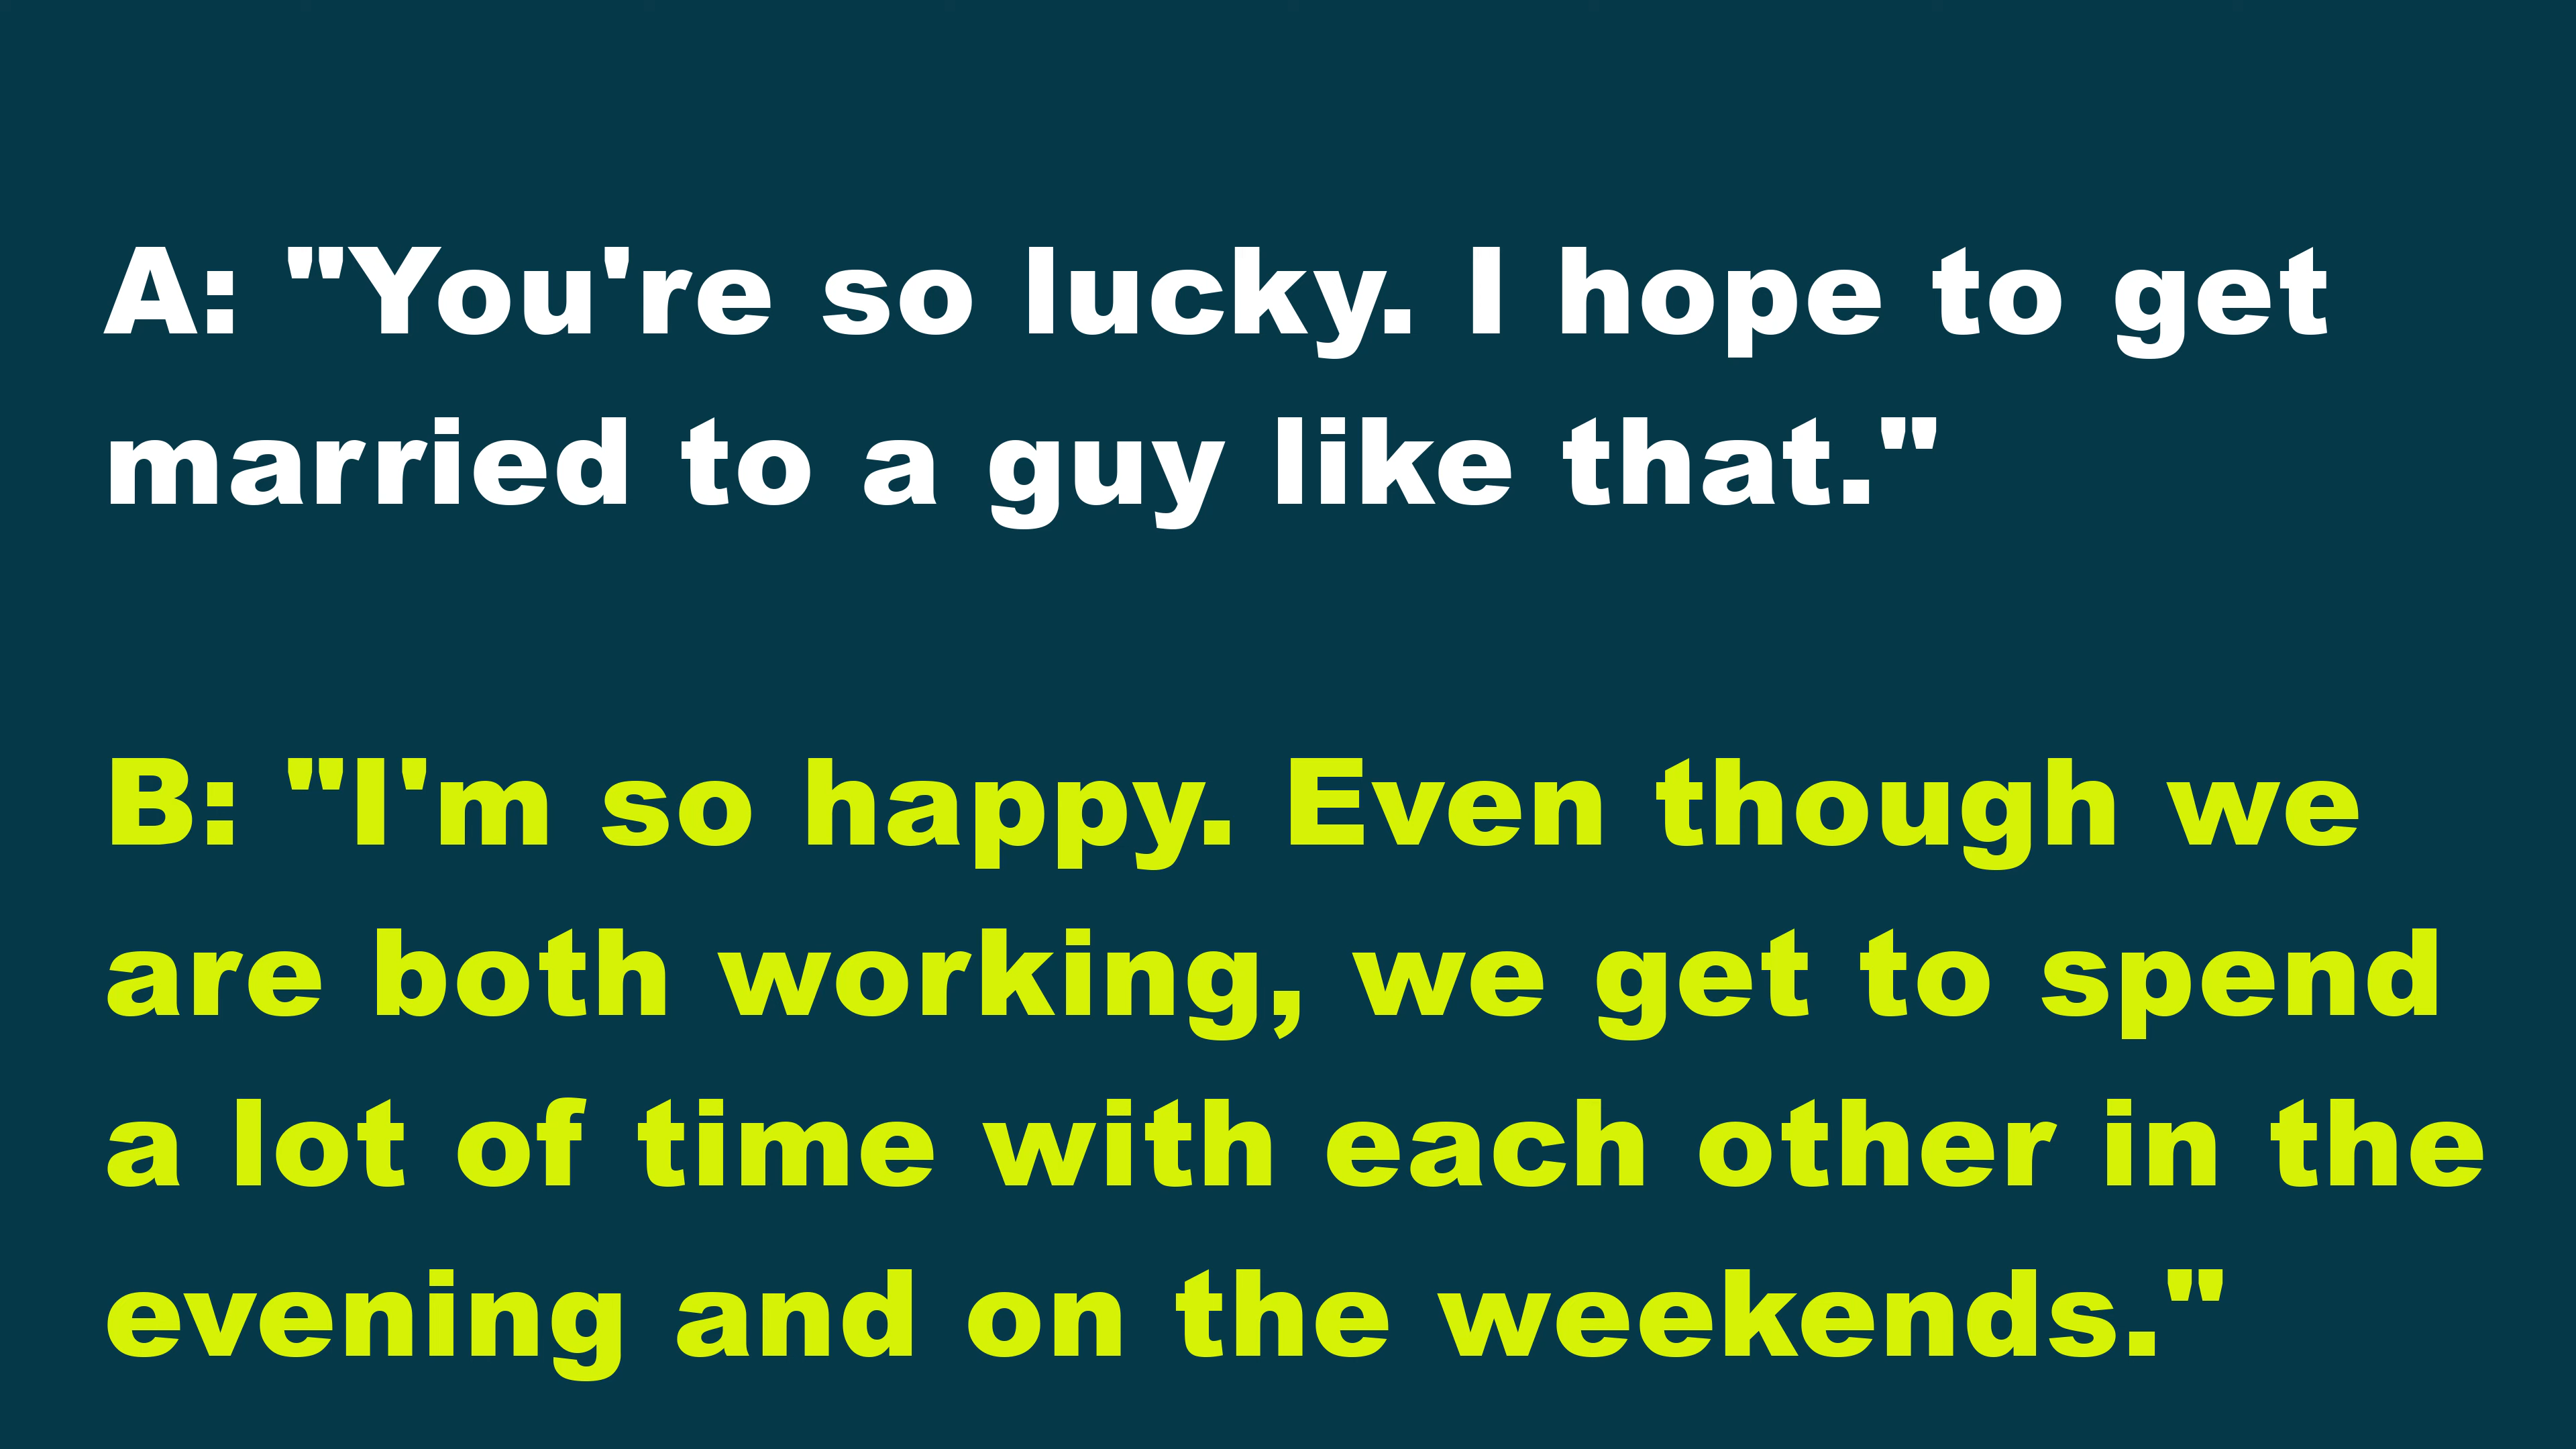 A: "You're so lucky. I hope to get
married to a guy like that."
B: "I'm so happy. Even though we
are both working, we get to spend
a lot of time with each other in the
evening and on the weekends."